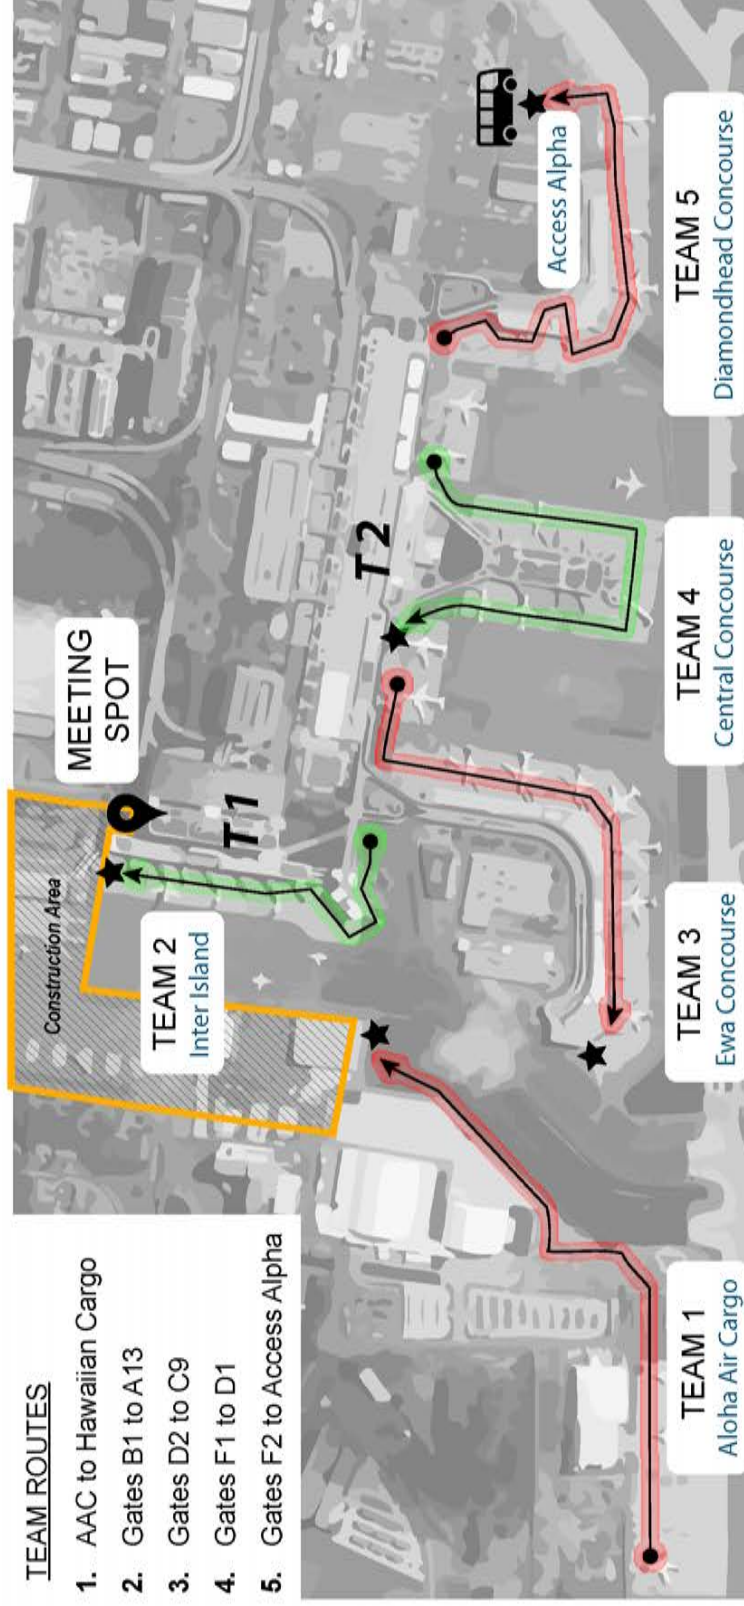 TEAM ROUTES
1. AAC to Hawaiian Cargo
2. Gates B1 to A13
3. Gates D2 to C9
4. Gates F1 to D1
5. Gates F2 to Access Alpha
Construction Area
MEETING
SPOT
T1
T2
TEAM 2
Inter Island
Access Alpha
TEAM 1
Aloha Air Cargo
TEAM 3
Ewa Concourse
TEAM 4
Central Concourse
TEAM 5
Diamondhead Concourse